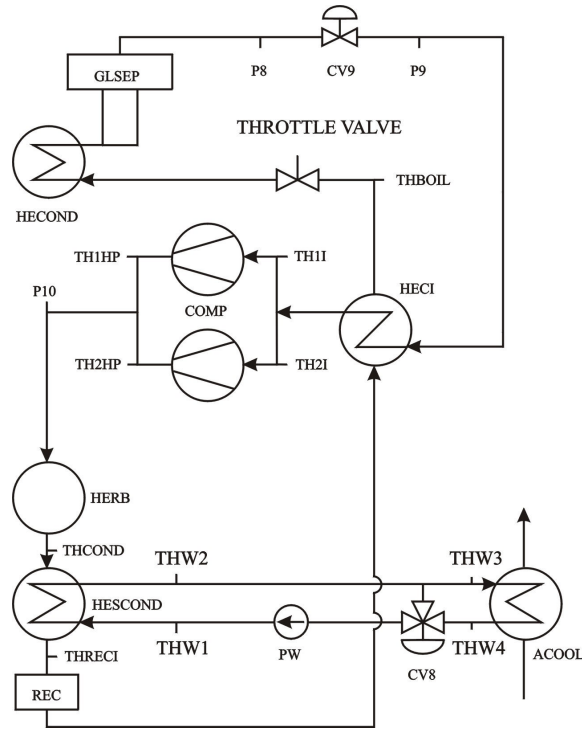 GLSEP
P8
CV9
P9
THROTTLE VALVE
THBOIL
HECOND
TH1HP
TH1I
HECI
P10
COMP
TH2HP
TH2I
HERB
THCOND
THW2
THW3
HESCOND
THW1
PW
THW4
CV8
ACOOL
THRECI
REC